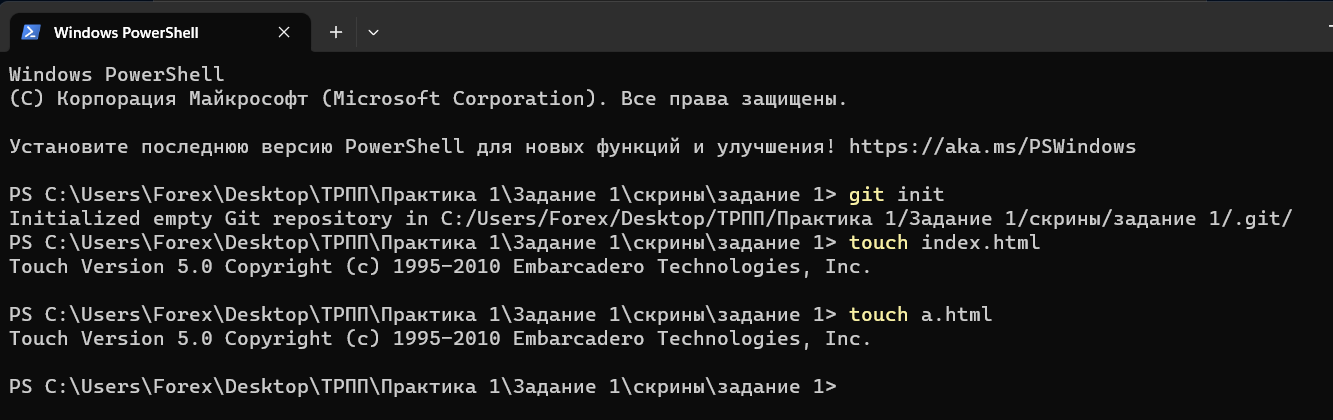 Windows PowerShell
Windows PowerShell
(C) Корпорация Майкрософт (Microsoft Corporation). Все права защищены.
Установите последнюю версию PowerShell для новых функций и улучшения! https://aka.ms/PSWindows
PS C:\Users\Forex\Desktop\ТРПП\Практика 1\Задание 1\скрины\задание 1> git init
Initialized empty Git repository in C:/Users/Forex/Desktop/ТРПП/Практика 1/Задание 1/скрины/задание 1/.git/
PS C:\Users\Forex\Desktop\ТРПП\Практика 1\Задание 1\скрины\задание 1> touch index.html
Touch Version 5.0 Copyright (c) 1995-2010 Embarcadero Technologies, Inc.
PS C:\Users\Forex\Desktop\ТРПП\Практика 1\Задание 1\скрины\задание 1> touch a.html
Touch Version 5.0 Copyright (c) 1995-2010 Embarcadero Technologies, Inc.
PS C:\Users\Forex\Desktop\ТРПП\Практика 1\Задание 1\скрины\задание 1>